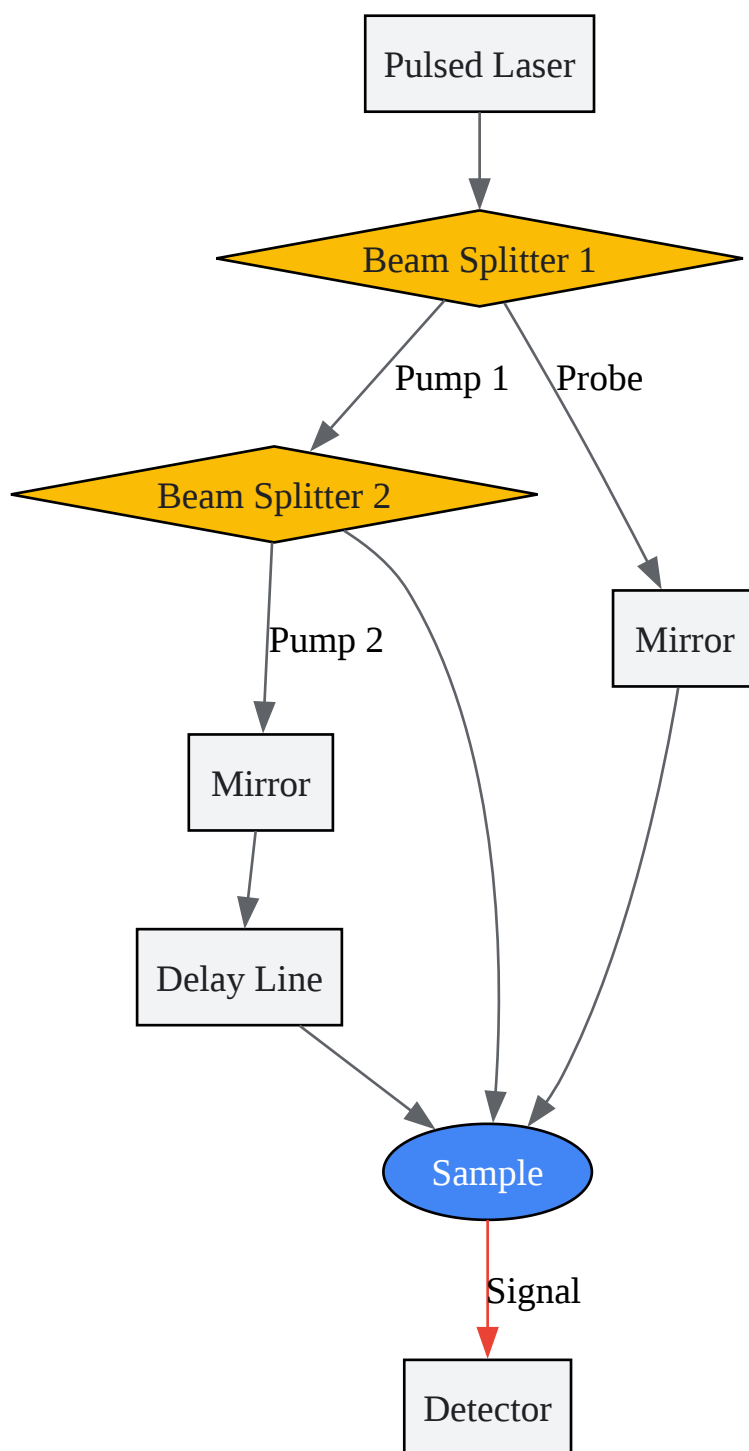 Pulsed Laser
Beam Splitter 1
Pump 1
Probe
Beam Splitter 2
Pump 2
Mirror
Mirror
Delay Line
Sample
Signal
Detector